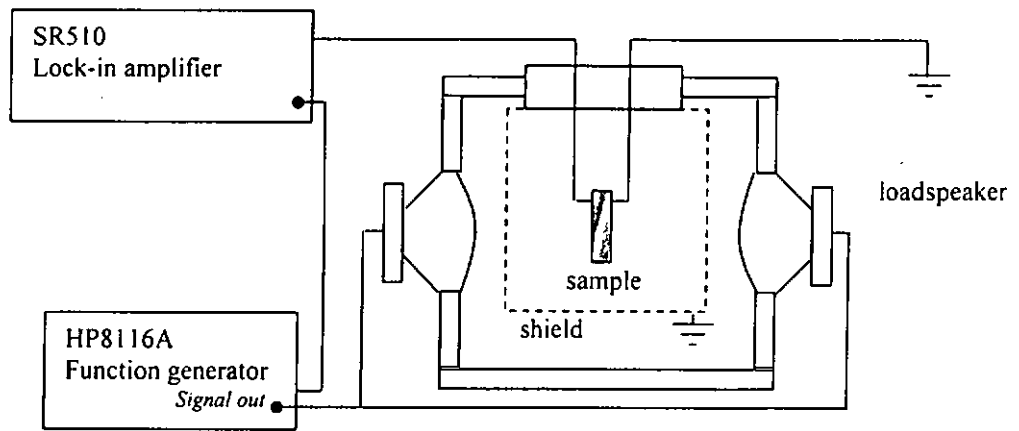 SR510
Lock-in amplifier
loadspeaker
sample
shield
HP8116A
Function generator
Signal out